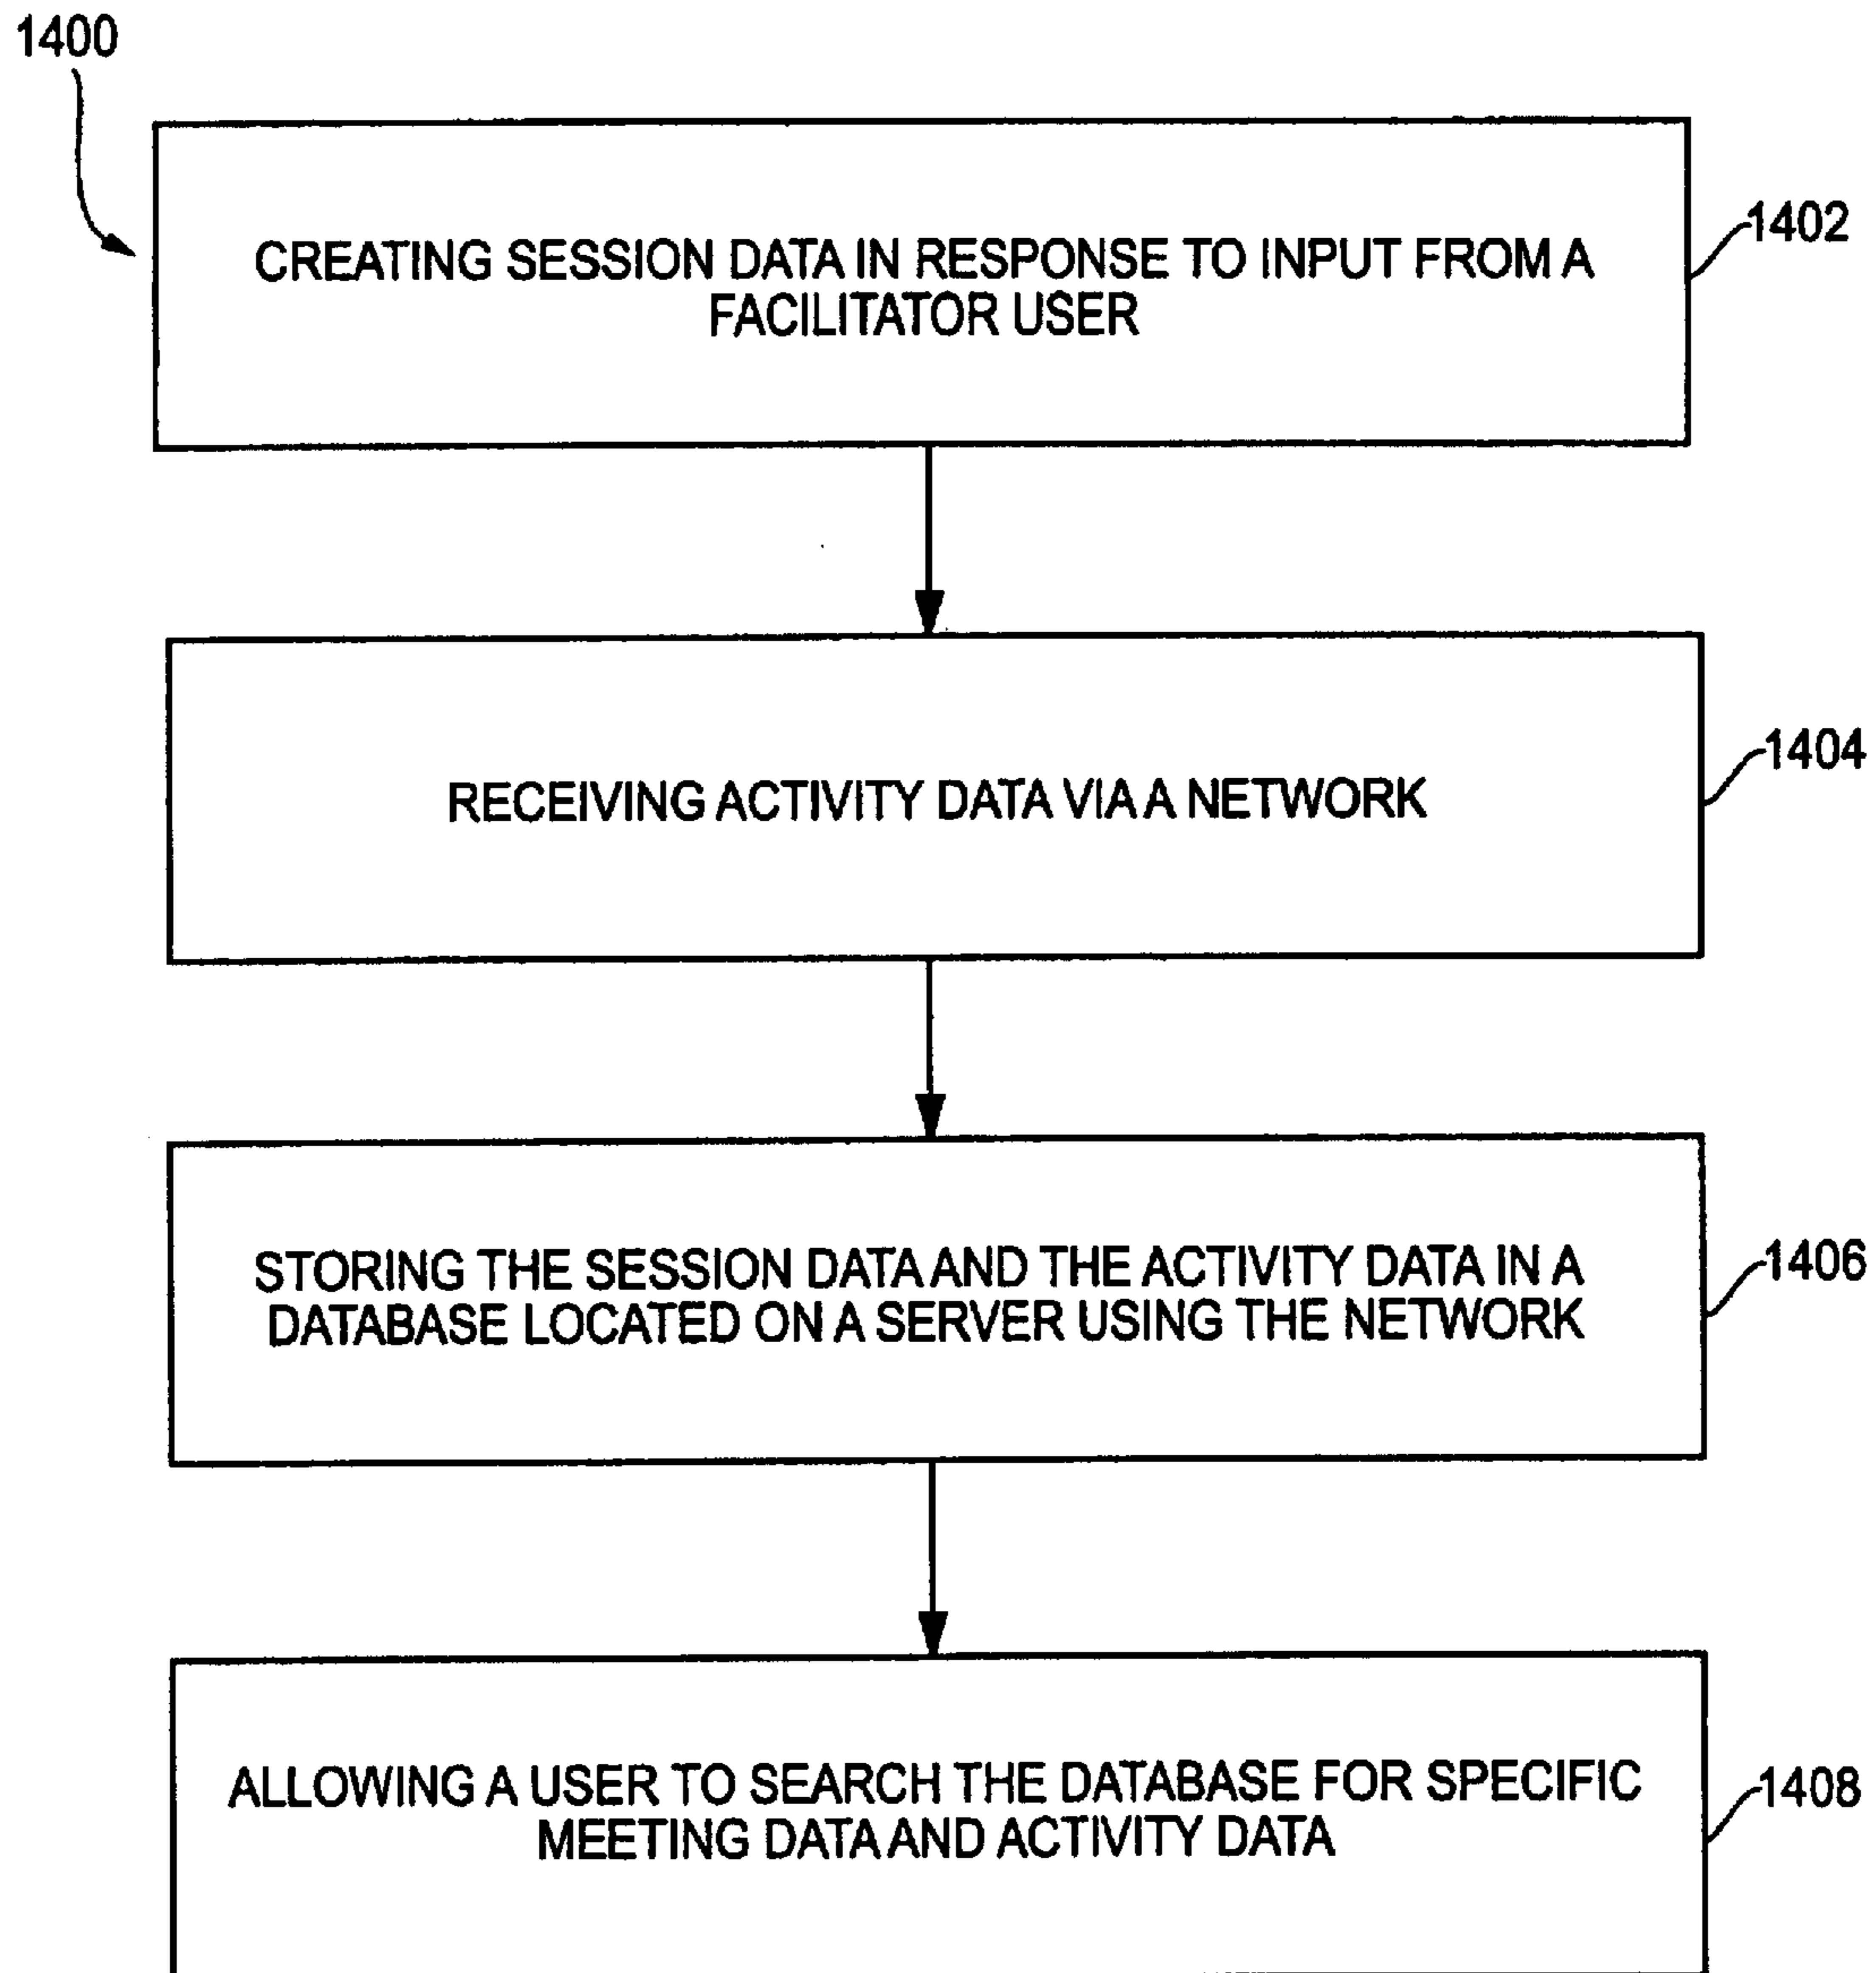 1400
CREATING SESSION DATA IN RESPONSE TO INPUT FROM A
FACILITATOR USER
1402
RECEIVING ACTIVITY DATA VIA A NETWORK
1404
STORING THE SESSION DATA AND THE ACTIVITY DATA IN A
DATABASE LOCATED ON A SERVER USING THE NETWORK
1406
ALLOWING A USER TO SEARCH THE DATABASE FOR SPECIFIC
MEETING DATA AND ACTIVITY DATA
1408